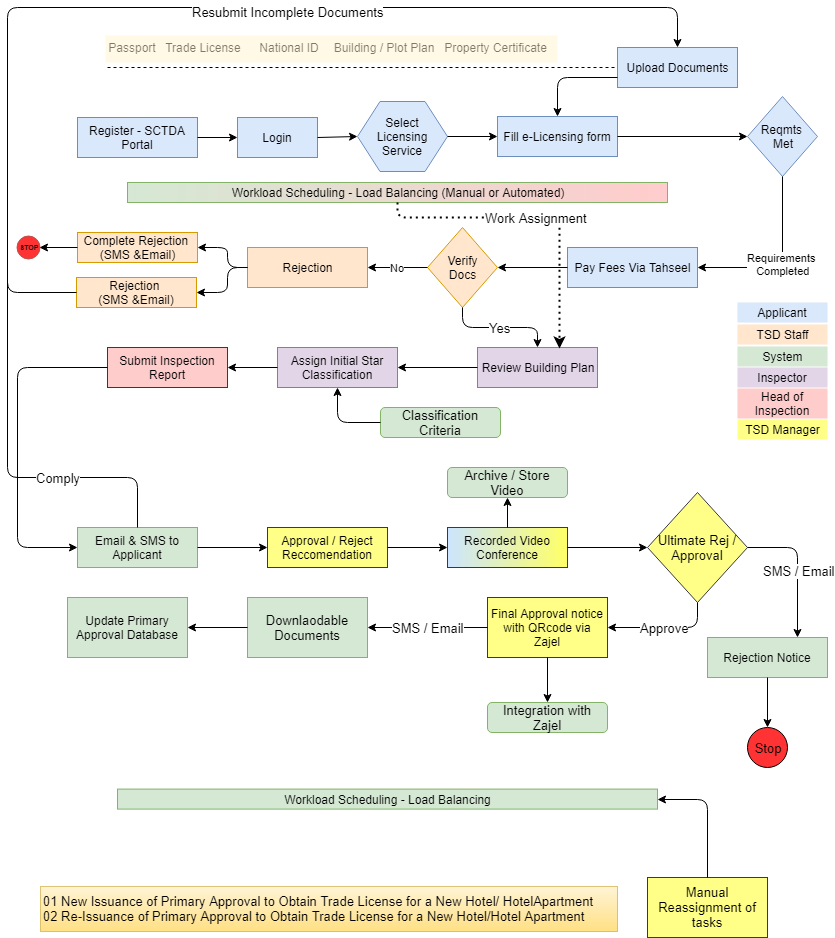 Resubmit Incomplete Documents
Passport Trade License National ID Building / Plot Plan Property Certificate
Upload Documents
Register - SCTDA
Portal
Login
Select
Licensing
Service
Fill e-Licensing form
Reqmts
Met
Workload Scheduling - Load Balancing (Manual or Automated)
Work Assignment
STOP
Complete Rejection
(SMS &Email)
Rejection
(SMS &Email)
Rejection
No
Verify
Docs
Pay Fees Via Tahseel
Requirements
Completed
Yes
Applicant
TSD Staff
System
Inspector
Head of
Inspection
TSD Manager
Submit Inspection
Report
Assign Initial Star
Classification
Review Building Plan
Classification
Criteria
Comply
Archive / Store
Video
Email & SMS to
Applicant
Approval / Reject
Reccomendation
Recorded Video
Conference
Ultimate Rej /
Approval
SMS / Email
Update Primary
Approval Database
Downlaodable
Documents
SMS / Email
Final Approval notice
with QRcode via
Zajel
Approve
Rejection Notice
Integration with
Zajel
Stop
Workload Scheduling - Load Balancing
01 New Issuance of Primary Approval to Obtain Trade License for a New Hotel/ HotelApartment
02 Re-Issuance of Primary Approval to Obtain Trade License for a New Hotel/Hotel Apartment
Manual
Reassignment of
tasks